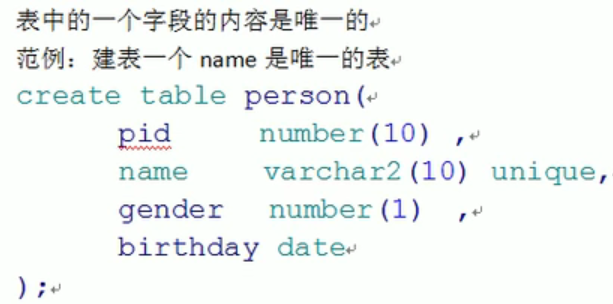 表中的一个字段的内容是唯一的
范例：建表一个 name 是唯一的表
create table person(
pid number(10) ,
name varchar2(10) unique,
gender number(1) ,
birthday date
);